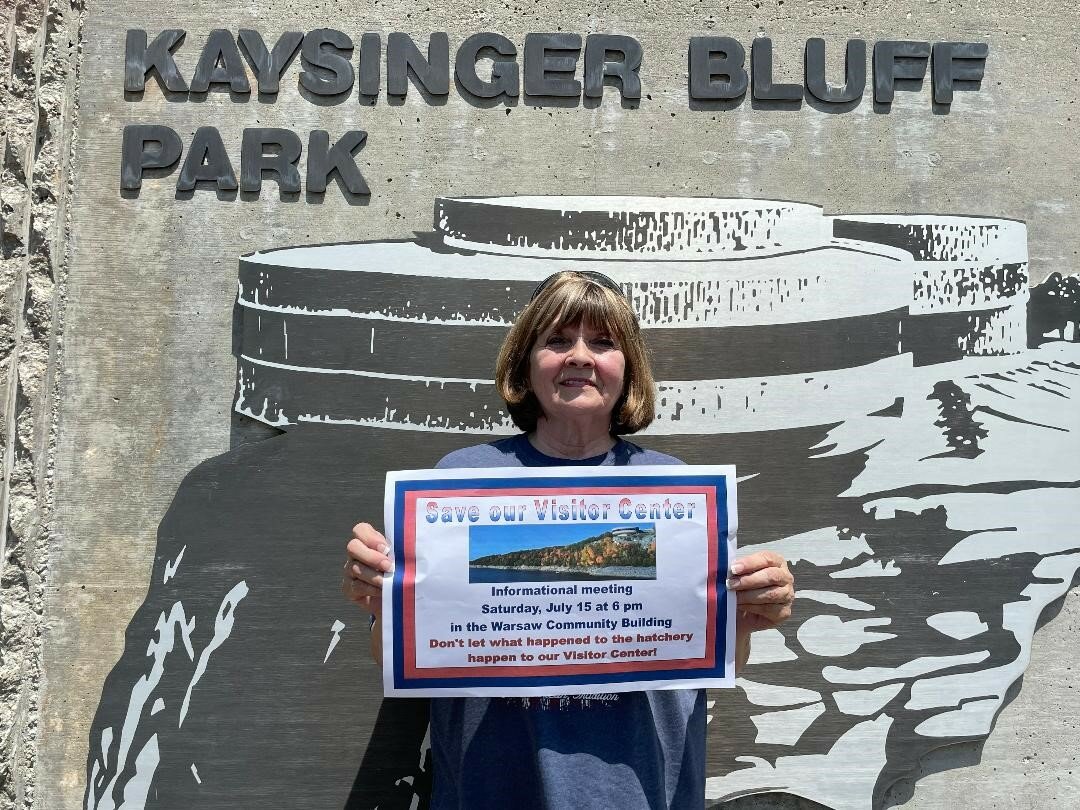 KAYSINGER BLUFF
PARK
Save our Visitor Center
Informational meeting
Saturday, July 15 at 6 pm
in the Warsaw Community Building
Don't let what happened to the hatchery
happen to our Visitor Center!